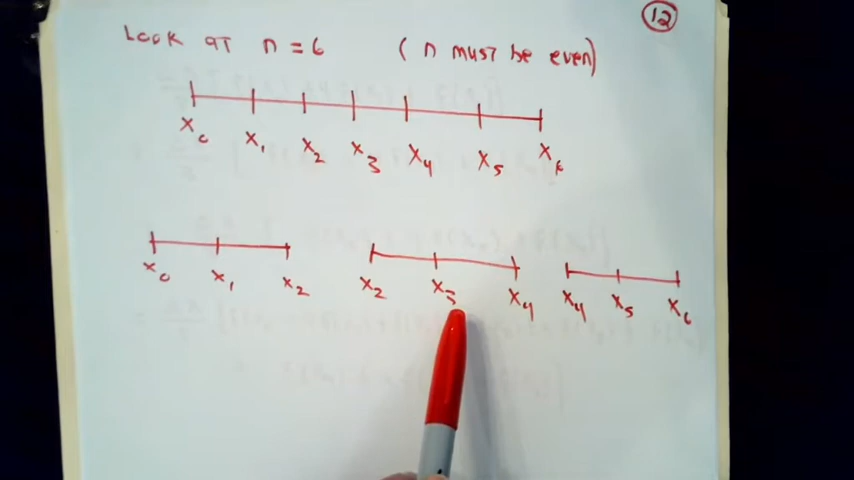 12
Look at n = 6 ( n must be even)
x₀ x₁ x₂ x₃ x₄ x₅ x₆
x₀ x₁ x₂ x₂ x₃ x₄ x₄ x₅ x₆